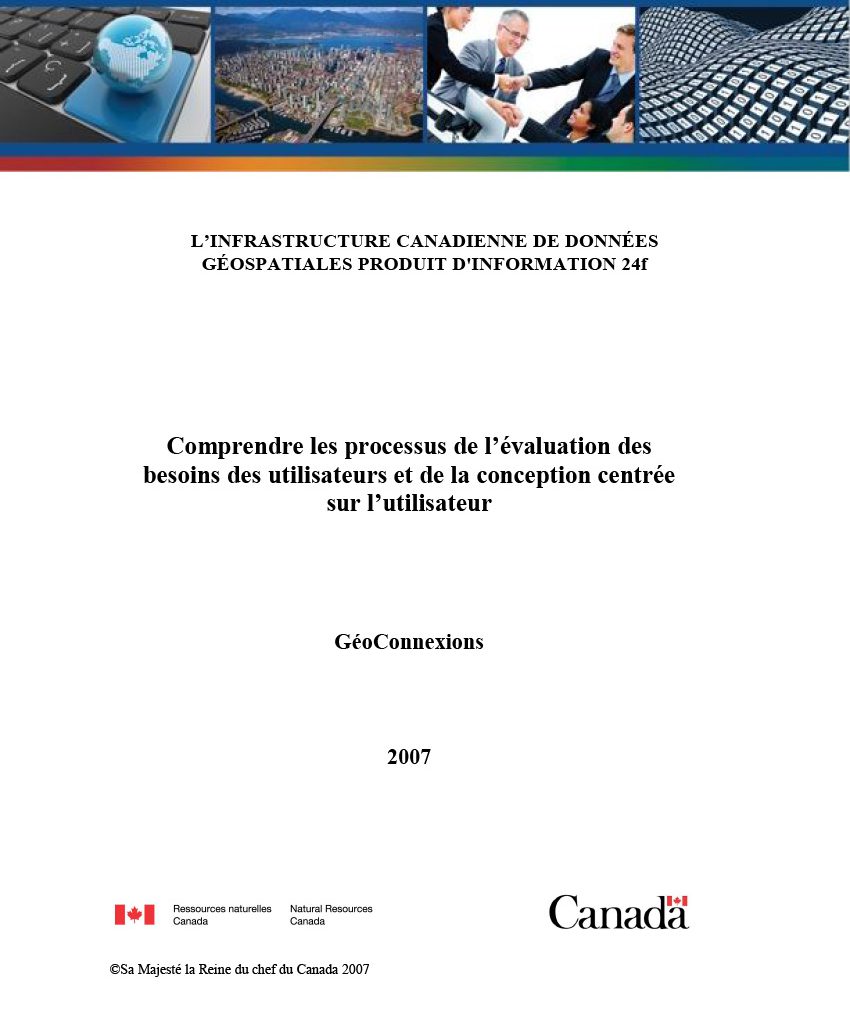 L’INFRASTRUCTURE CANADIENNE DE DONNÉES
GÉOSPATIALES PRODUIT D'INFORMATION 24f
Comprendre les processus de l’évaluation des
besoins des utilisateurs et de la conception centrée
sur l’utilisateur
GéoConnexions
2007
Ressources naturelles Natural Resources
Canada Canada
Canada
©Sa Majesté la Reine du chef du Canada 2007